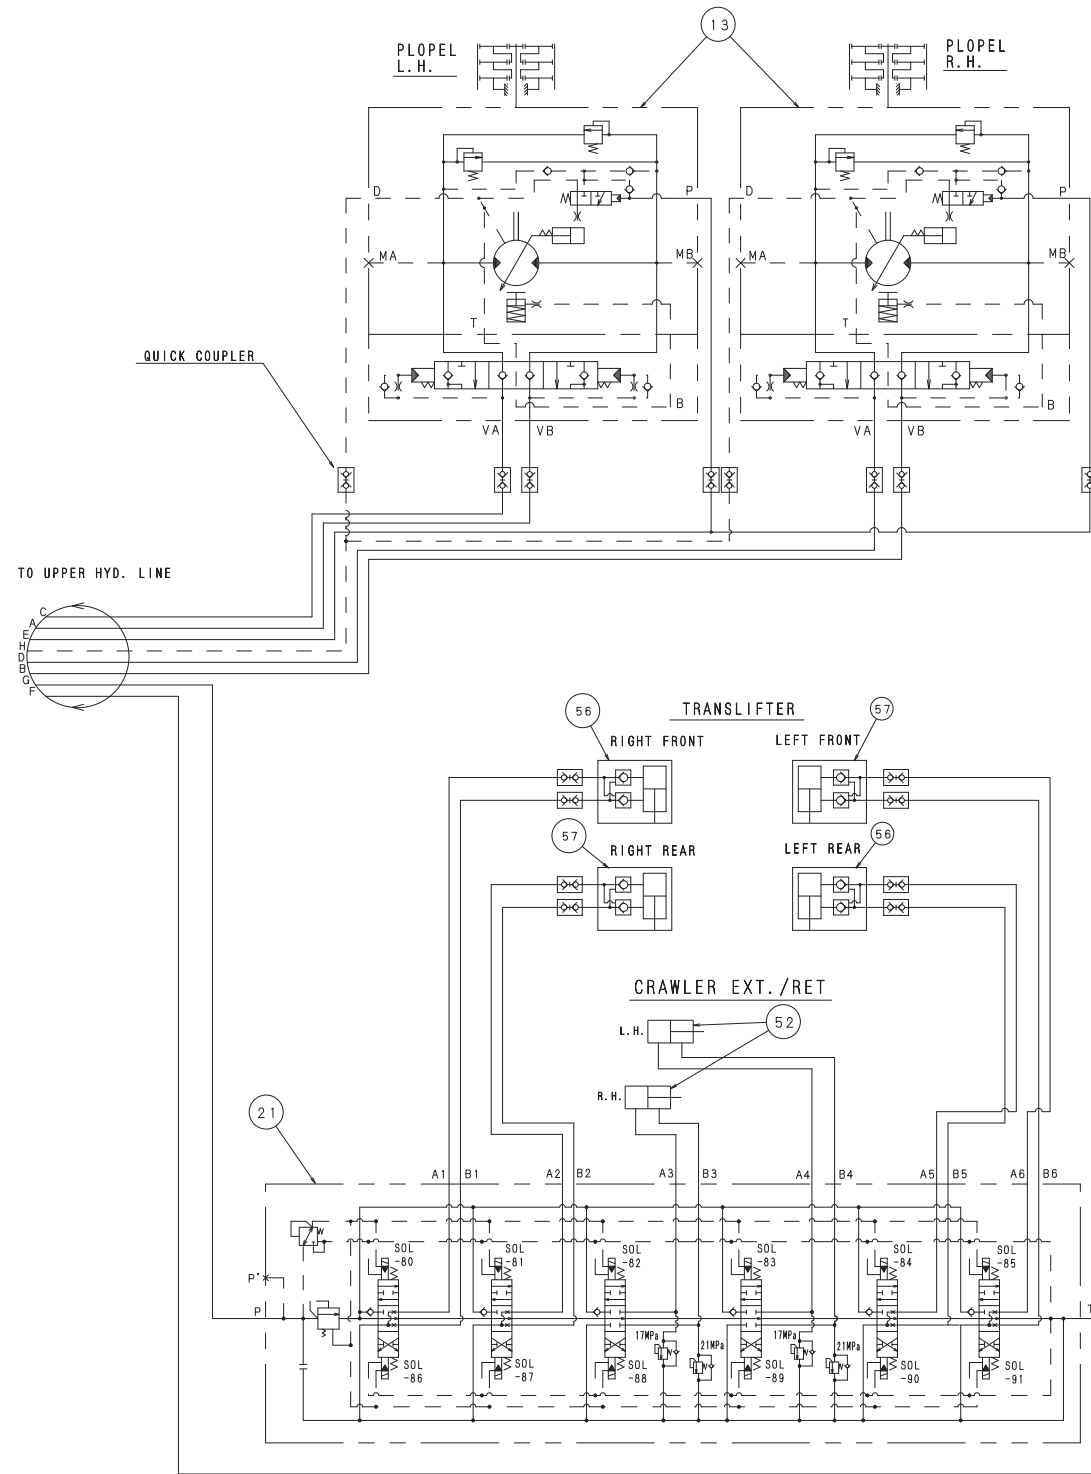 13
PLOPEL
L.H.
PLOPEL
R.H.
D
P
D
P
MA
MB
MA
MB
T
T
QUICK COUPLER
B
B
VA
VB
VA
VB
TO UPPER HYD. LINE
C
A
E
H
D
B
G
F
TRANSLIFTER
56
57
RIGHT FRONT
LEFT FRONT
57
56
RIGHT REAR
LEFT REAR
CRAWLER EXT./RET
L.H.
52
R.H.
21
A1
B1
A2
B2
A3
B3
A4
B4
A5
B5
A6
B6
SOL
-80
SOL
-81
SOL
-82
SOL
-83
SOL
-84
SOL
-85
P'
P
T
17MPa
21MPa
17MPa
21MPa
SOL
-86
SOL
-87
SOL
-88
SOL
-89
SOL
-90
SOL
-91